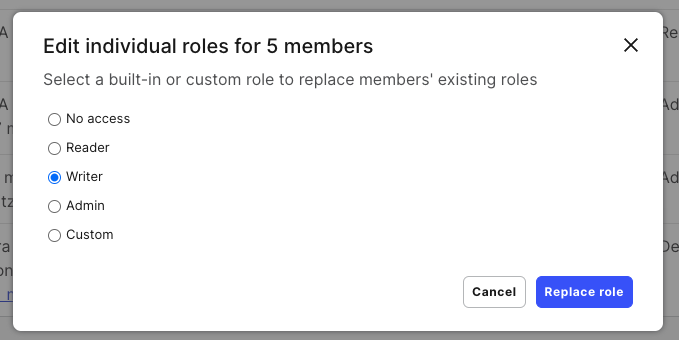 Edit individual roles for 5 members
Select a built-in or custom role to replace members' existing roles
No access
Reader
Writer
Admin
Custom
Cancel
Replace role